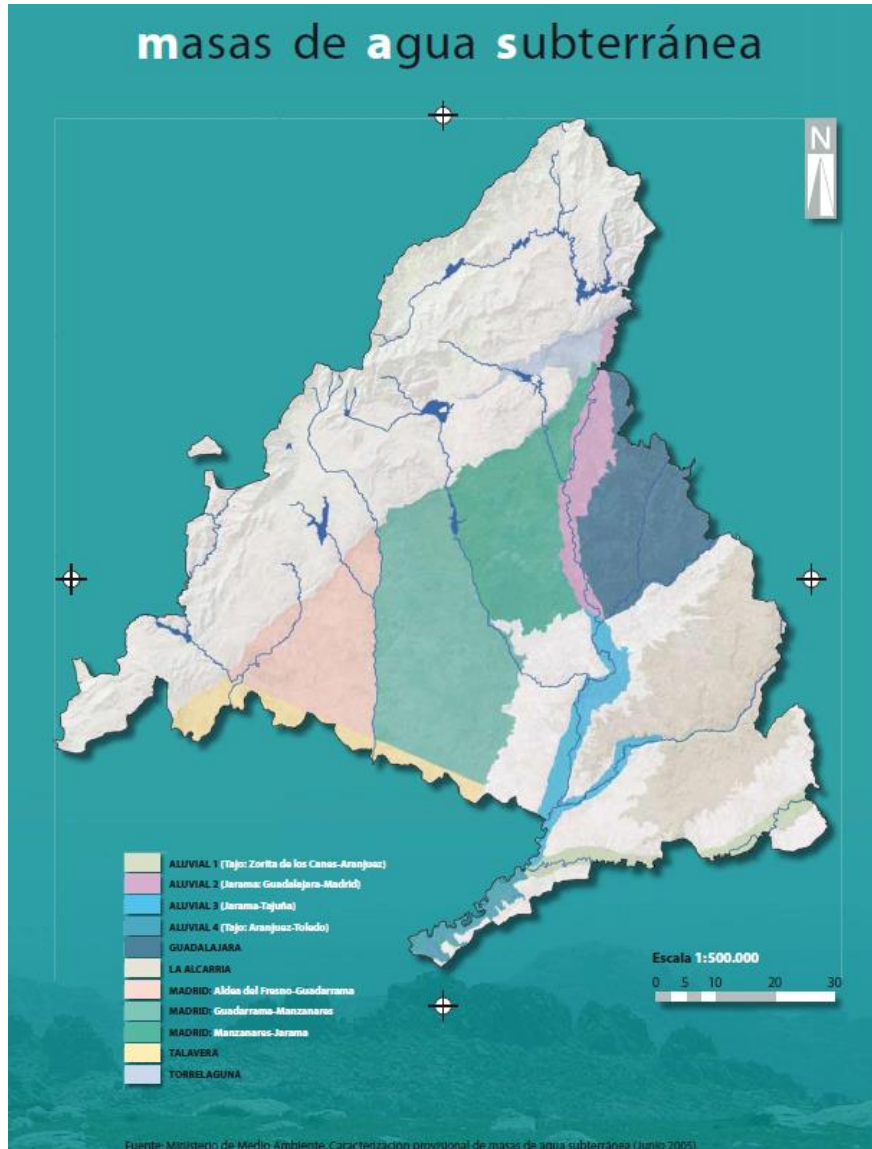 masas de agua subterránea
N
ALUVIAL 1 (Tajo: Zorita de los Canes-Aranjuez)
ALUVIAL 2 (Jarama: Guadalajara-Madrid)
ALUVIAL 3 (Jarama-Tajuña)
ALUVIAL 4 (Tajo: Aranjuez-Toledo)
GUADALAJARA
LA ALCARRIA
MADRID: Aldea del Fresno-Guadarrama
MADRID: Guadarrama-Manzanares
MADRID: Manzanares-Jarama
TALAVERA
TORRELAGUNA
Escala 1:500.000
0 5 10 20 30
Fuente: Ministerio de Medio Ambiente. Caracterización provisional de masas de agua subterránea (Junio 2005)